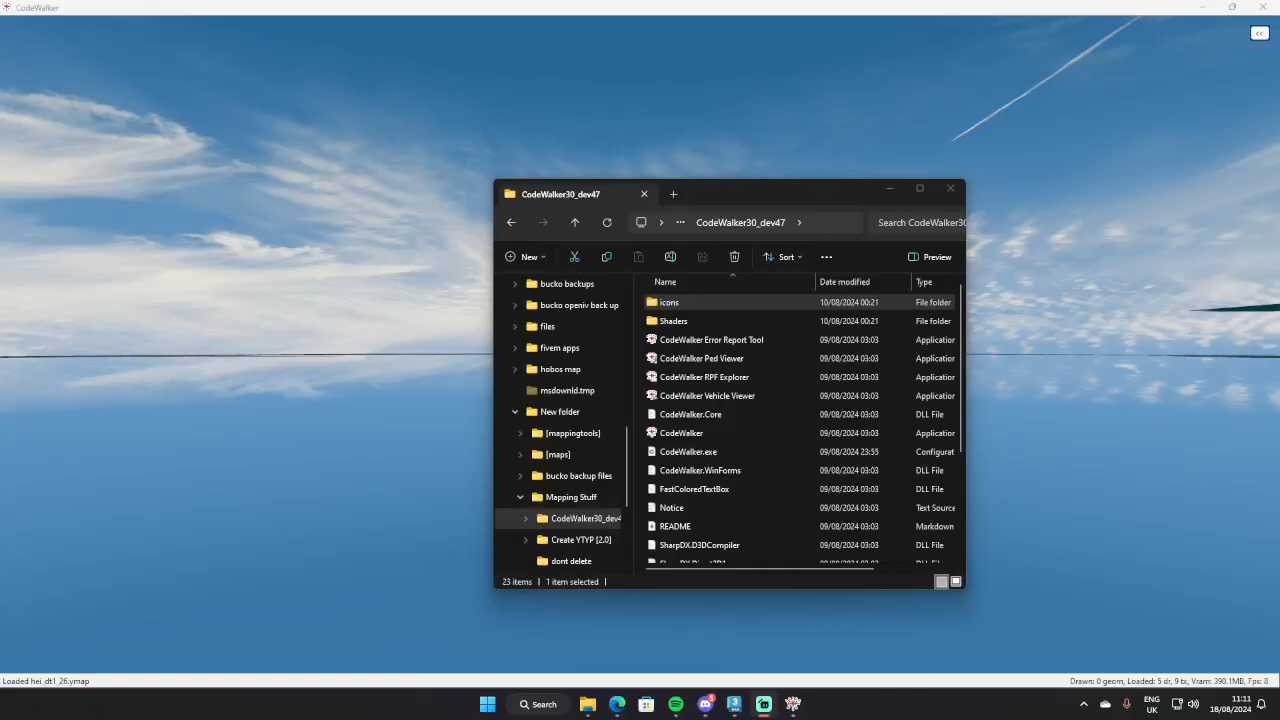 CodeWalker
<<
CodeWalker30_dev47
CodeWalker30_dev47
Search CodeWalker30
New
Sort
Preview
Name
Date modified
Type
bucko backups
bucko openiv back up
files
fivem apps
hobos map
msdownld.tmp
New folder
[mappingtools]
[maps]
bucko backup files
Mapping Stuff
CodeWalker30_dev4
Create YTYP [2.0]
dont delete
icons 10/08/2024 00:21 File folder
Shaders 10/08/2024 00:21 File folder
CodeWalker Error Report Tool 09/08/2024 03:03 Application
CodeWalker Ped Viewer 09/08/2024 03:03 Application
CodeWalker RPF Explorer 09/08/2024 03:03 Application
CodeWalker Vehicle Viewer 09/08/2024 03:03 Application
CodeWalker.Core 09/08/2024 03:03 DLL File
CodeWalker 09/08/2024 03:03 Application
CodeWalker.exe 09/08/2024 23:55 Configurat
CodeWalker.WinForms 09/08/2024 03:03 DLL File
FastColoredTextBox 09/08/2024 03:03 DLL File
Notice 09/08/2024 03:03 Text Source
README 09/08/2024 03:03 Markdown
SharpDX.D3DCompiler 09/08/2024 03:03 DLL File
23 items
1 item selected
Loaded hei_dt1_26.ymap
Drawn: 0 geom, Loaded: 5 dr, 9 tx, Vram: 390.1MB, Fps: 8
Search
5
3
ENG
UK
11:11
18/08/2024